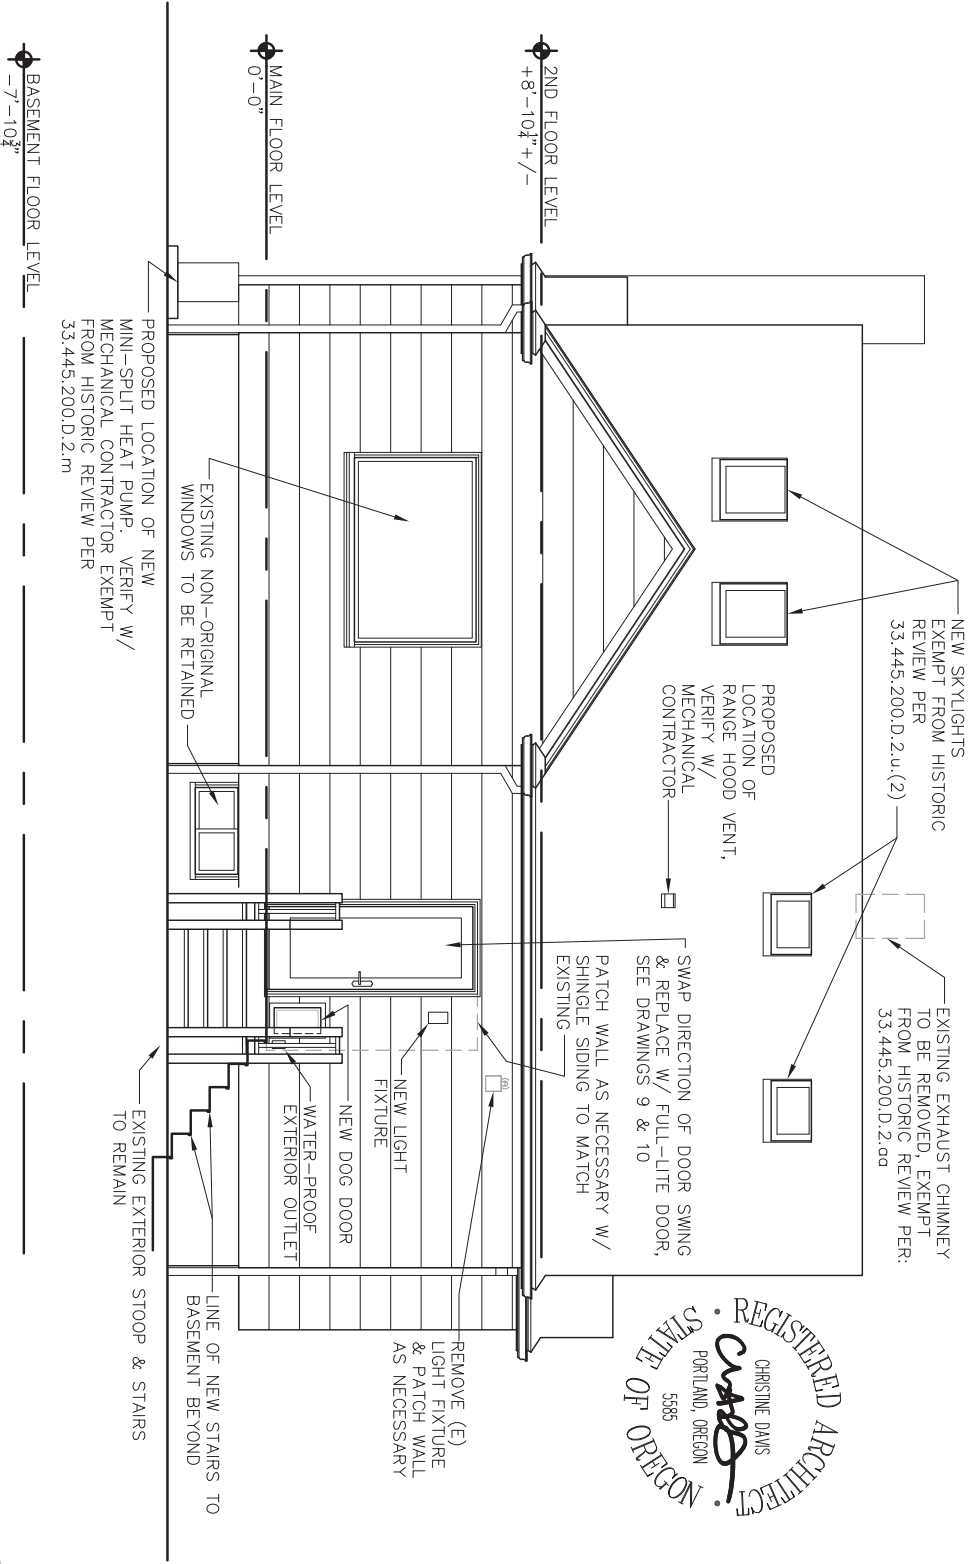 NEW SKYLIGHTS
EXEMPT FROM HISTORIC
REVIEW PER
33.445.200.D.2.u.(2)
EXISTING EXHAUST CHIMNEY
TO BE REMOVED, EXEMPT
FROM HISTORIC REVIEW PER:
33.445.200.D.2.aa
PROPOSED
LOCATION OF
RANGE HOOD VENT,
VERIFY W/
MECHANICAL
CONTRACTOR
SWAP DIRECTION OF DOOR SWING
& REPLACE W/ FULL-LITE DOOR,
SEE DRAWINGS 9 & 10
PATCH WALL AS NECESSARY W/
SHINGLE SIDING TO MATCH
EXISTING
REGISTERED ARCHITECT
CHRISTINE DAVIS
PORTLAND, OREGON
5585
STATE OF OREGON
2ND FLOOR LEVEL
+8'-10¼" +/-
(E)
REMOVE (E)
LIGHT FIXTURE
& PATCH WALL
AS NECESSARY
NEW LIGHT
FIXTURE
NEW DOG DOOR
WATER-PROOF
EXTERIOR OUTLET
MAIN FLOOR LEVEL
0'-0"
EXISTING NON-ORIGINAL
WINDOWS TO BE RETAINED
LINE OF NEW STAIRS TO
BASEMENT BEYOND
PROPOSED LOCATION OF NEW
MINI-SPLIT HEAT PUMP. VERIFY W/
MECHANICAL CONTRACTOR EXEMPT
FROM HISTORIC REVIEW PER
33.445.200.D.2.m
EXISTING EXTERIOR STOOP & STAIRS
TO REMAIN
BASEMENT FLOOR LEVEL
-7'-10¾"